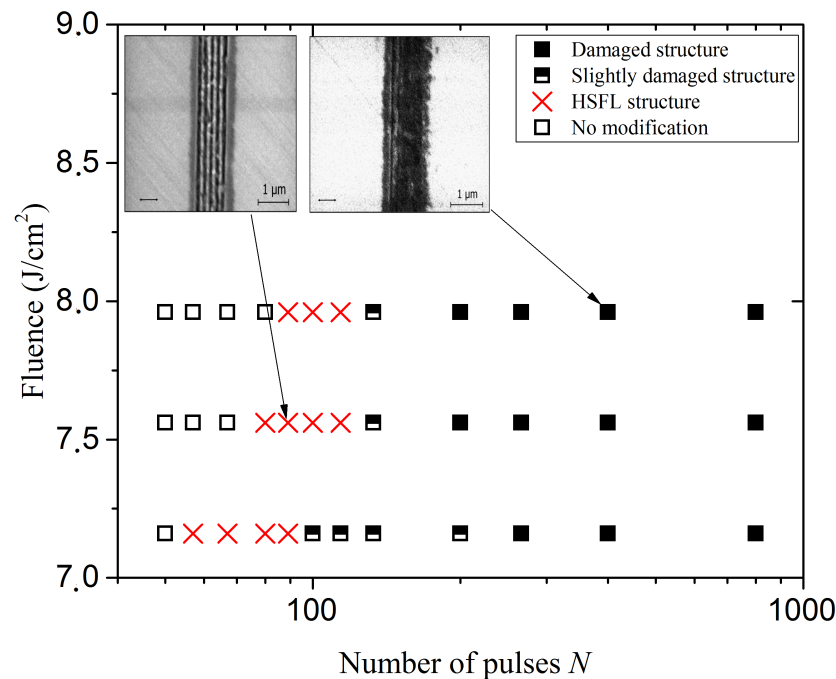 9.0
8.5
8.0
7.5
7.0
Fluence (J/cm²)
1 µm
1 µm
Damaged structure
Slightly damaged structure
HSFL structure
No modification
100
1000
Number of pulses N